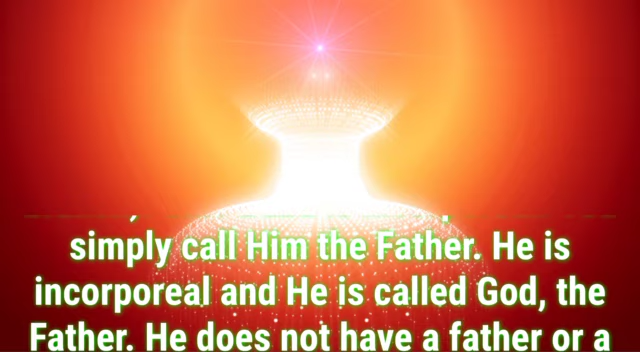 simply call Him the Father. He is
incorporeal and He is called God, the
Father. He does not have a father or a